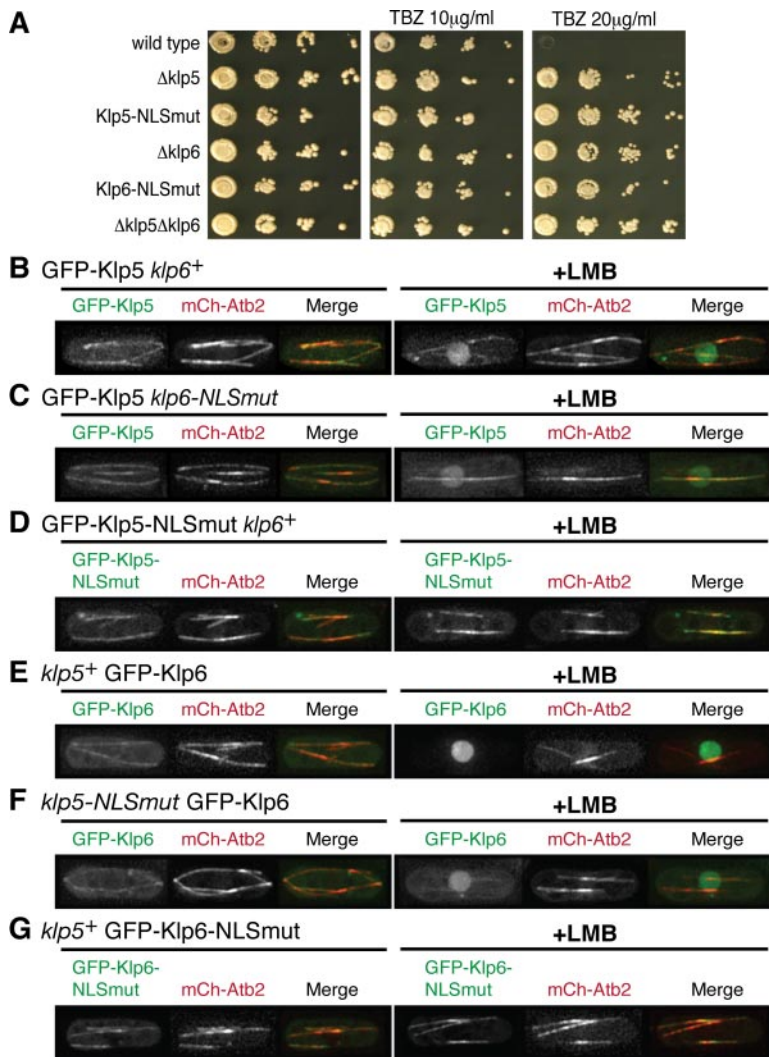 A
TBZ 10µg/ml TBZ 20µg/ml
wild type
Δklp5
Klp5-NLSmut
Δklp6
Klp6-NLSmut
Δklp5Δklp6
B GFP-Klp5 klp6+ +LMB
GFP-Klp5 mCh-Atb2 Merge GFP-Klp5 mCh-Atb2 Merge
C GFP-Klp5 klp6-NLSmut +LMB
GFP-Klp5 mCh-Atb2 Merge GFP-Klp5 mCh-Atb2 Merge
D GFP-Klp5-NLSmut klp6+ +LMB
GFP-Klp5-NLSmut mCh-Atb2 Merge GFP-Klp5-NLSmut mCh-Atb2 Merge
E klp5+ GFP-Klp6 +LMB
GFP-Klp6 mCh-Atb2 Merge GFP-Klp6 mCh-Atb2 Merge
F klp5-NLSmut GFP-Klp6 +LMB
GFP-Klp6 mCh-Atb2 Merge GFP-Klp6 mCh-Atb2 Merge
G klp5+ GFP-Klp6-NLSmut +LMB
GFP-Klp6-NLSmut mCh-Atb2 Merge GFP-Klp6-NLSmut mCh-Atb2 Merge